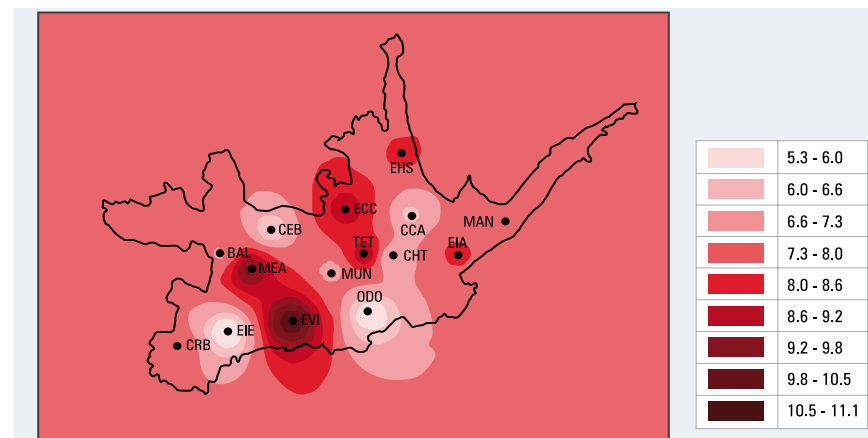 EHS
ECC
CCA
MAN
CEB
TET
EIA
BAL
CHT
MEA
MUN
ODO
EVI
EIE
CRB
5.3 - 6.0
6.0 - 6.6
6.6 - 7.3
7.3 - 8.0
8.0 - 8.6
8.6 - 9.2
9.2 - 9.8
9.8 - 10.5
10.5 - 11.1